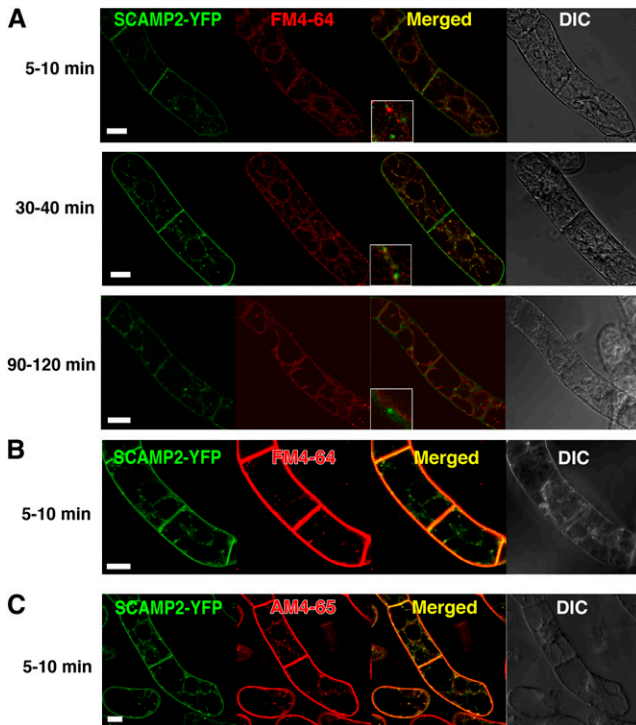 A
SCAMP2-YFP FM4-64 Merged DIC
5-10 min
30-40 min
90-120 min
B
SCAMP2-YFP FM4-64 Merged DIC
5-10 min
C
SCAMP2-YFP AM4-65 Merged DIC
5-10 min